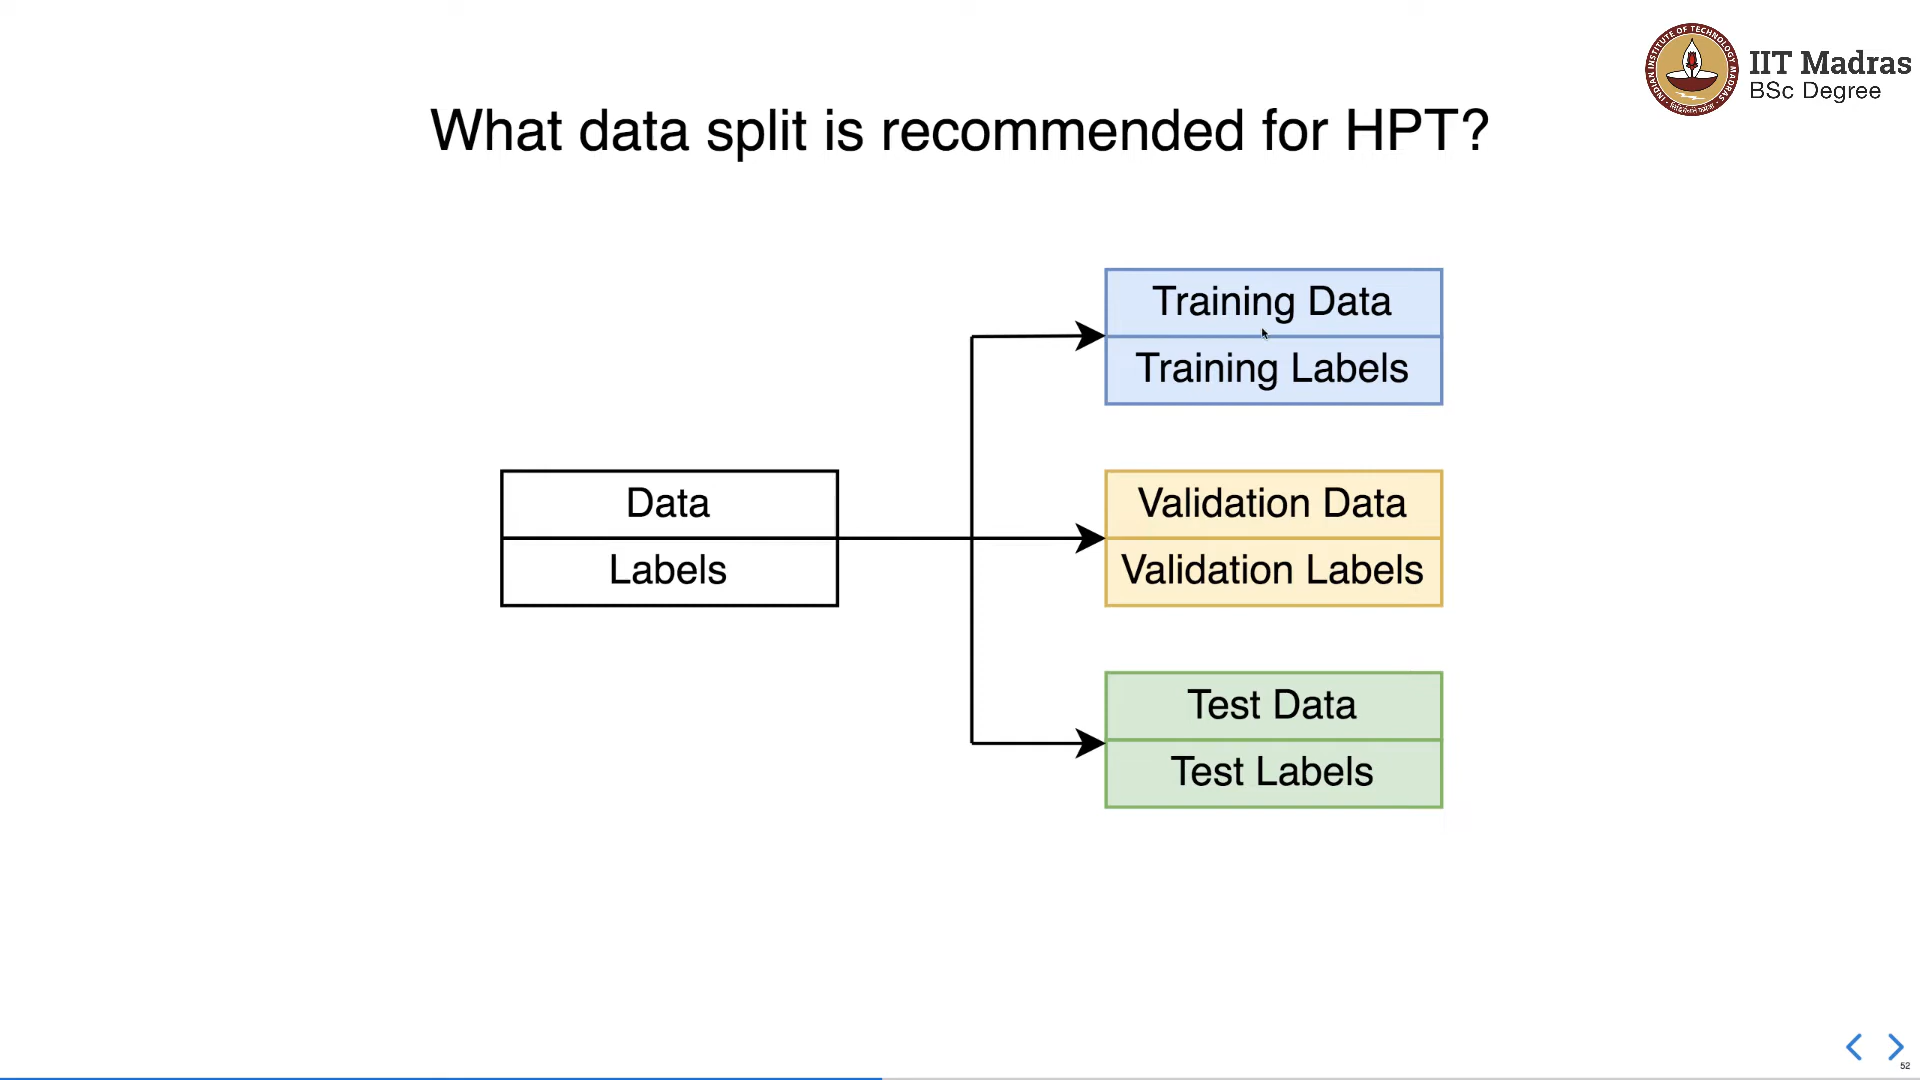 IIT Madras
BSc Degree
What data split is recommended for HPT?
Training Data
Training Labels
Data
Labels
Validation Data
Validation Labels
Test Data
Test Labels
52